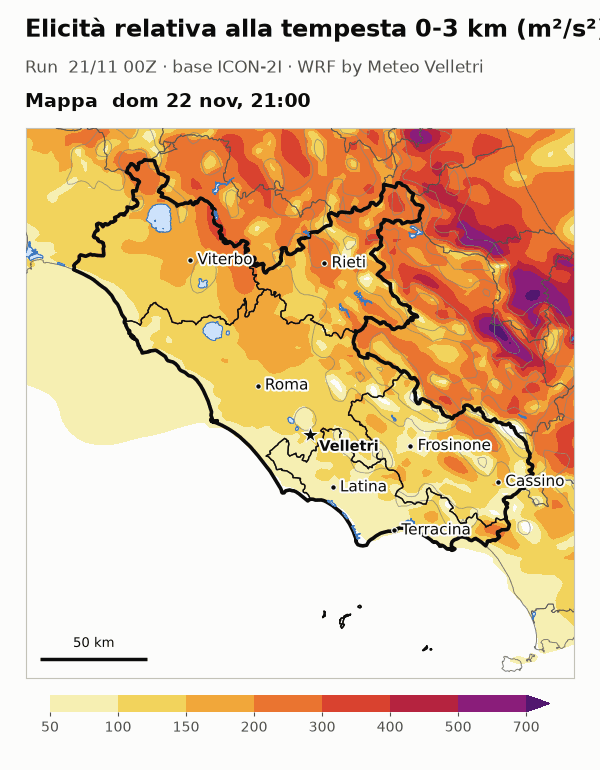 Elicità relativa alla tempesta 0-3 km (m²/s²)
Run  21/11 00Z · base ICON-2I · WRF by Meteo Velletri
Mappa  dom 22 nov, 21:00
Viterbo
Rieti
Roma
Velletri
Frosinone
Cassino
Latina
Terracina
50 km
50 100 150 200 300 400 500 700